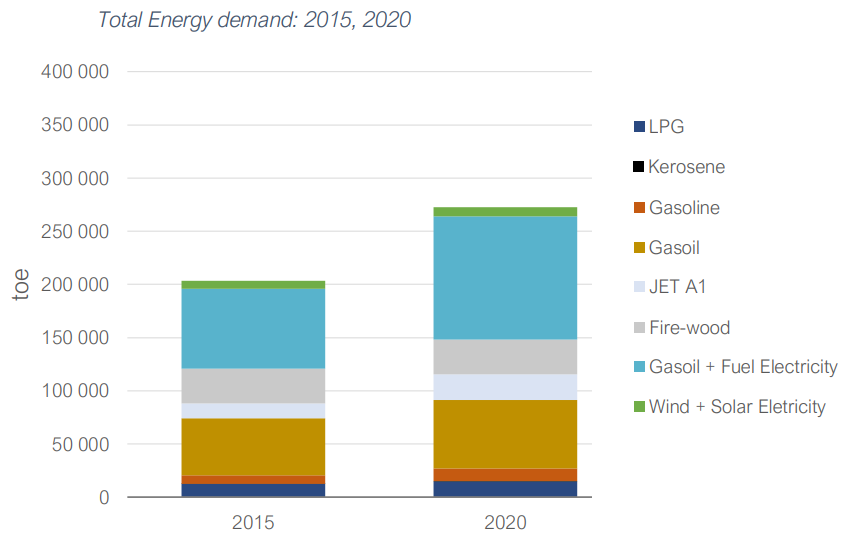 Total Energy demand: 2015, 2020
400 000
350 000
300 000
250 000
200 000
150 000
100 000
50 000
0
toe
2015
2020
LPG
Kerosene
Gasoline
Gasoil
JET A1
Fire-wood
Gasoil + Fuel Electricity
Wind + Solar Eletricity